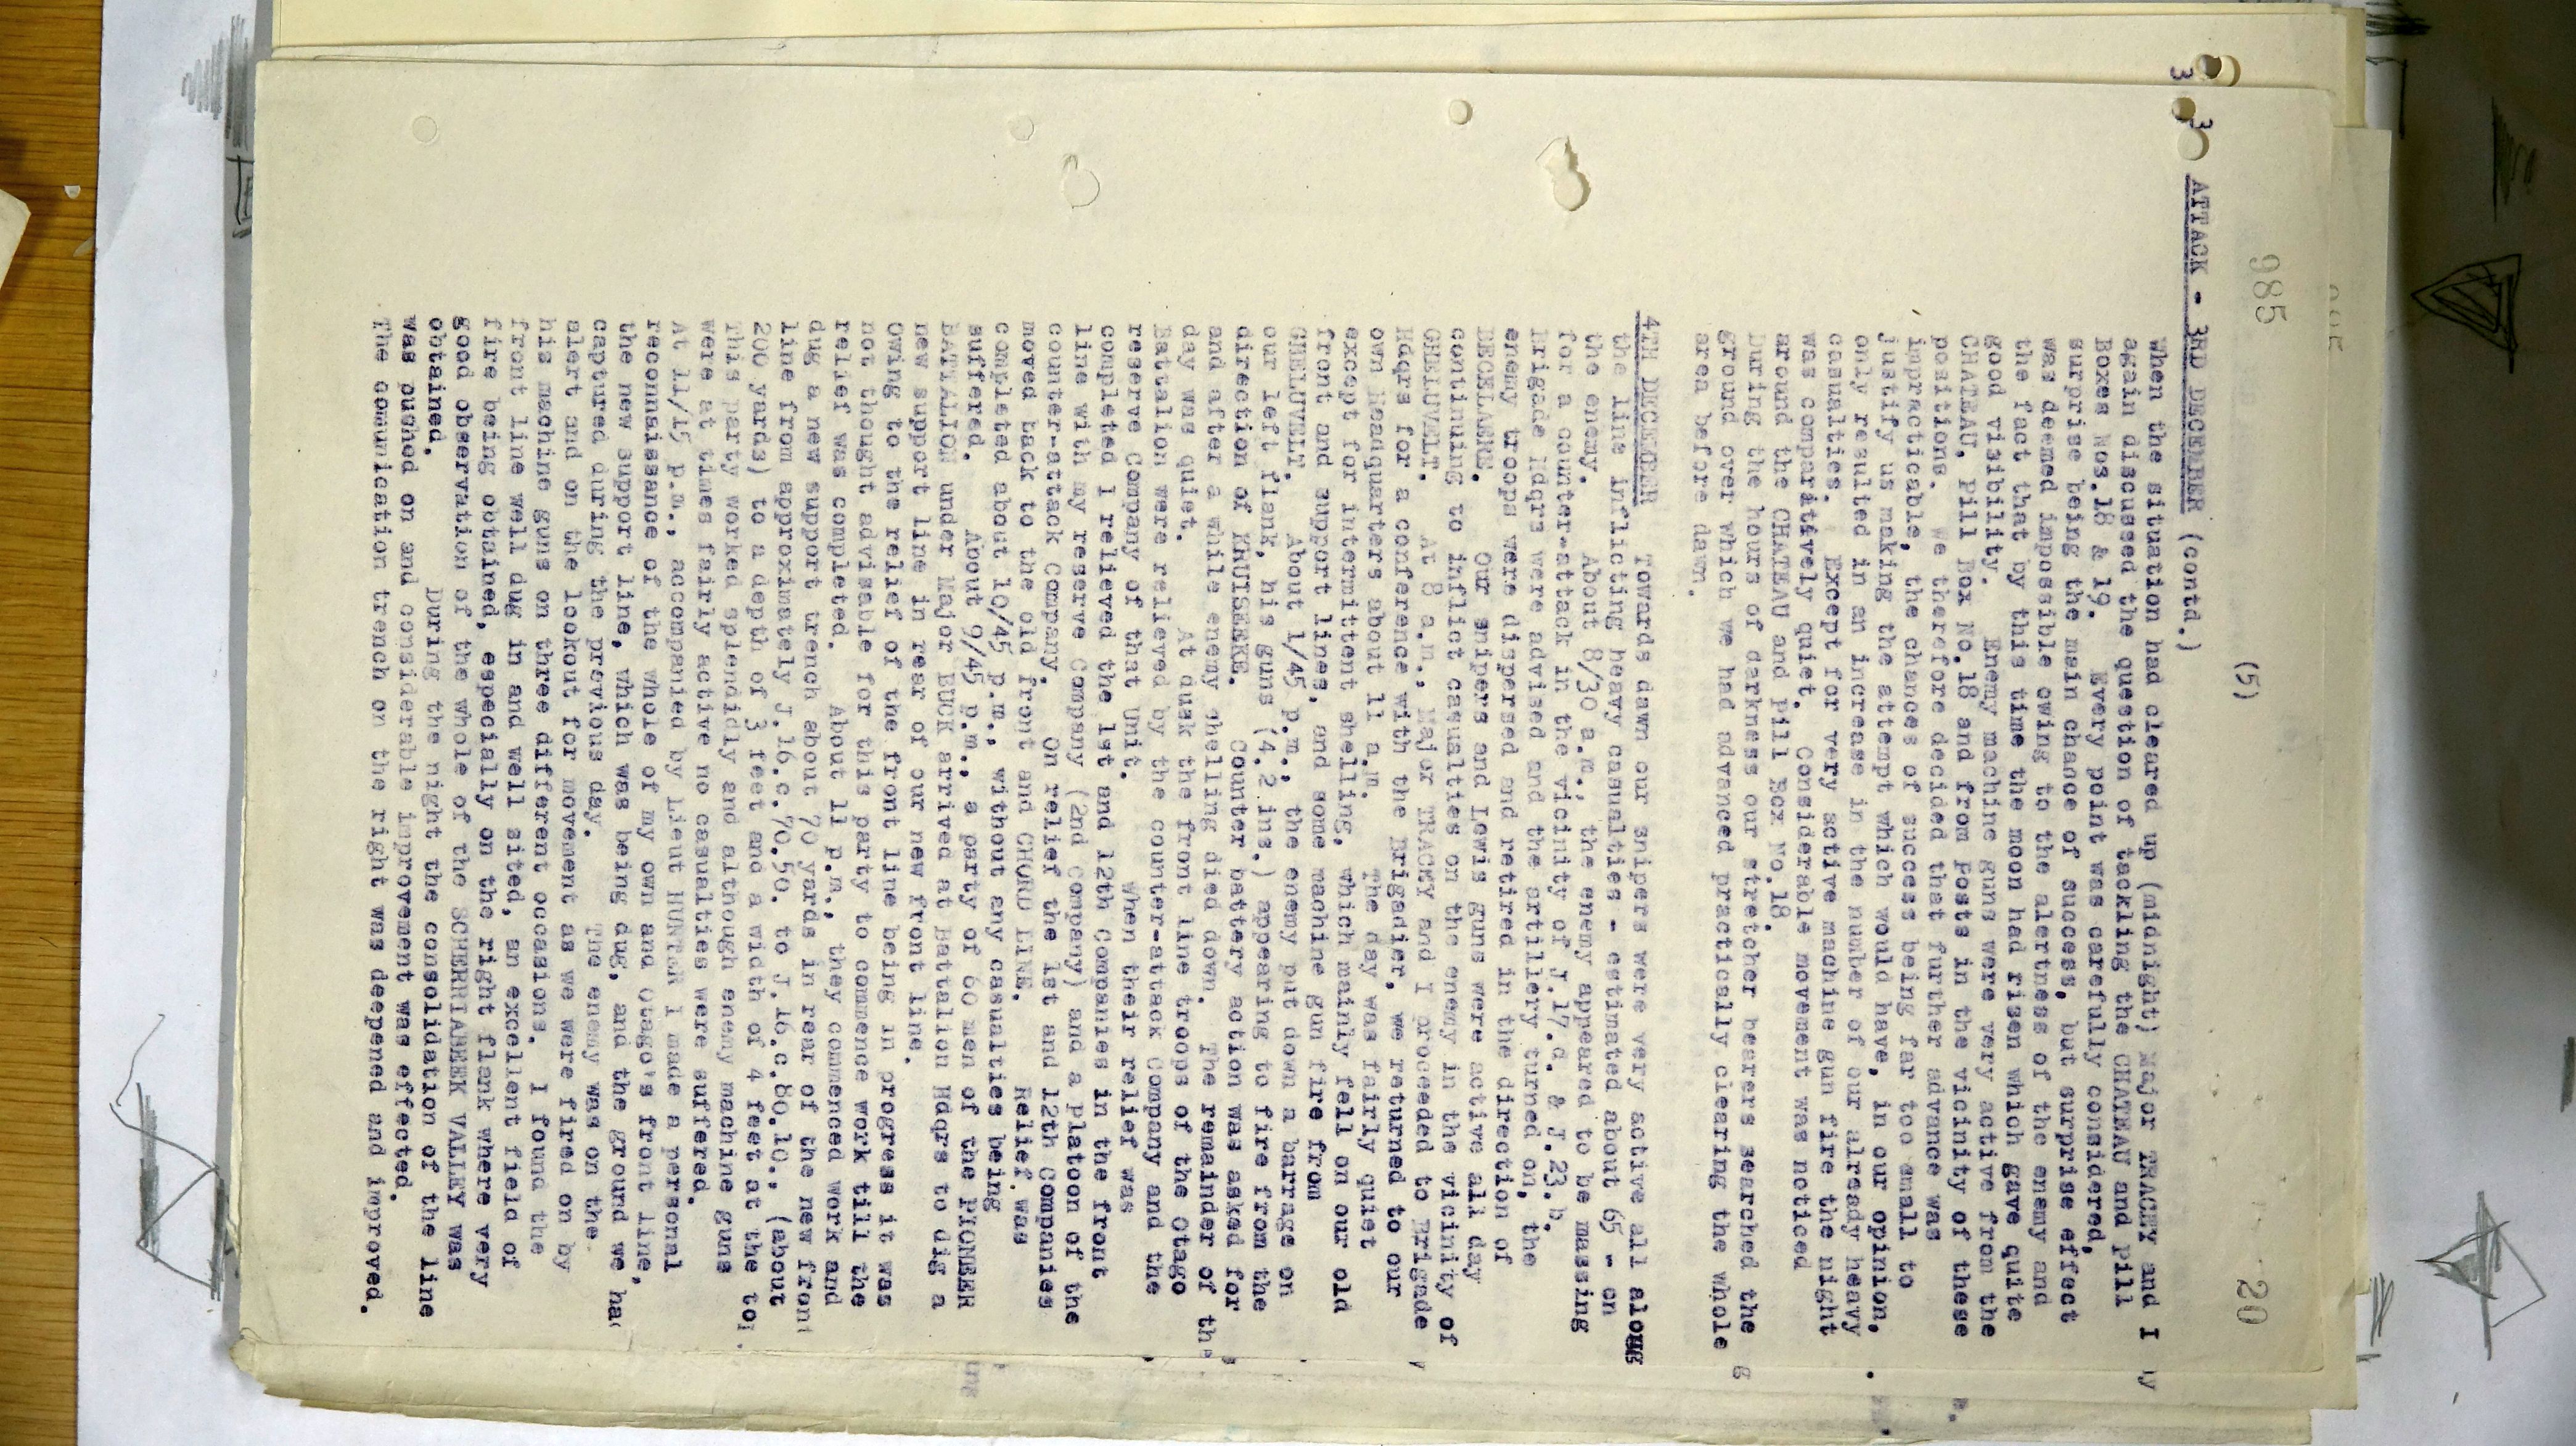 985
(5)
20
3 ATTACK - 3RD DECEMBER (contd.)
When the situation had cleared up (midnight) Major TRACEY and I
again discussed the question of tackling the CHATEAU and Pill
Boxes Nos.18 & 19. Every point was carefully considered,
surprise being the main chance of success, but surprise effect
was deemed impossible owing to the alertness of the enemy and
the fact that by this time the moon had risen which gave quite
good visibility. Enemy machine guns were very active from the
CHATEAU, Pill Box No.18 and from Posts in the vicinity of these
positions. We therefore decided that further advance was
impracticable, the chances of success being far too small to
justify us making the attempt which would have, in our opinion,
only resulted in an increase in the number of our already heavy
casualties. Except for very active machine gun fire the night
was comparitively quiet. Considerable movement was noticed
around the CHATEAU and Pill Box No.18.
During the hours of darkness our stretcher bearers searched the
ground over which we had advanced practically clearing the whole
area before dawn.
4TH DECEMBER
Towards dawn our snipers were very active all along
the line inflicting heavy casualties - estimated about 65 - on
the enemy. About 8/30 a.m., the enemy appeared to be massing
for a counter-attack in the vicinity of J.17.d. & J.23.b.
Brigade Hdqrs were advised and the artillery turned on, the
enemy troops were dispersed and retired in the direction of
BECELAERE. Our snipers and Lewis guns were active all day
continuing to inflict casualties on the enemy in the vicinity of
GHELUVELT. At 8 a.m., Major TRACEY and I proceeded to Brigade
Hdqrs for a conference with the Brigadier, we returned to our
own Headquarters about 11 a.m. The day was fairly quiet
except for intermittent shelling, which mainly fell on our old
front and support lines, and some machine gun fire from
GHELUVELT. About 1/45 p.m., the enemy put down a burrage on
our left flank, his guns (4.2 ins.) appearing to fire from the
direction of KRUISEEKE. Counter battery action was asked for
and after a while enemy shelling died down. The remainder of the
day was quiet. At dusk the front line troops of the Otago
Battalion were relieved by the counter-attack Company and the
reserve Company of that Unit. When their relief was
completed I relieved the 1st and 12th Companies in the front
line with my reserve Company (2nd Company) and a platoon of the
counter-attack Company. On relief the 1st and 12th Companies
moved back to the old front and CHORD LINE. Relief was
completed about 10/45 p.m., without any casualties being
suffered. About 9/45 p.m., a party of 60 men of the PIONEER
BATTALION under Major BUCK arrived at Battalion Hdqrs to dig a
new support line in rear of our new front line.
Owing to the relief of the front line being in progress it was
not thought advisable for this party to commence work till the
relief was completed. About 11 p.m., they commenced work and
dug a new support trench about 70 yards in rear of the new front
line from approximately J.16.c.70.50. to J.16.c.80.10., (about
200 yards) to a depth of 3 feet and a width of 4 feet at the top
This party worked splendidly and although enemy machine guns
were at times fairly active no casualties were suffered.
At 11/15 p.m., accompanied by Lieut HUNTER I made a personal
reconnaissance of the whole of my own and Otago's front line,
the new support line, which was being dug, and the ground we had
captured during the previous day. The enemy was on the
alert and on the lookout for movement as we were fired on by
his machine guns on three different occasions. I found the
front line well dug in and well sited, an excellent field of
fire being obtained, especially on the right flank where very
good observation of the whole of the SCHERRIABEEK VALLEY was
obtained. During the night the consolidation of the line
was pushed on and considerable improvement was effected.
The comunication trench on the right was deepened and improved.